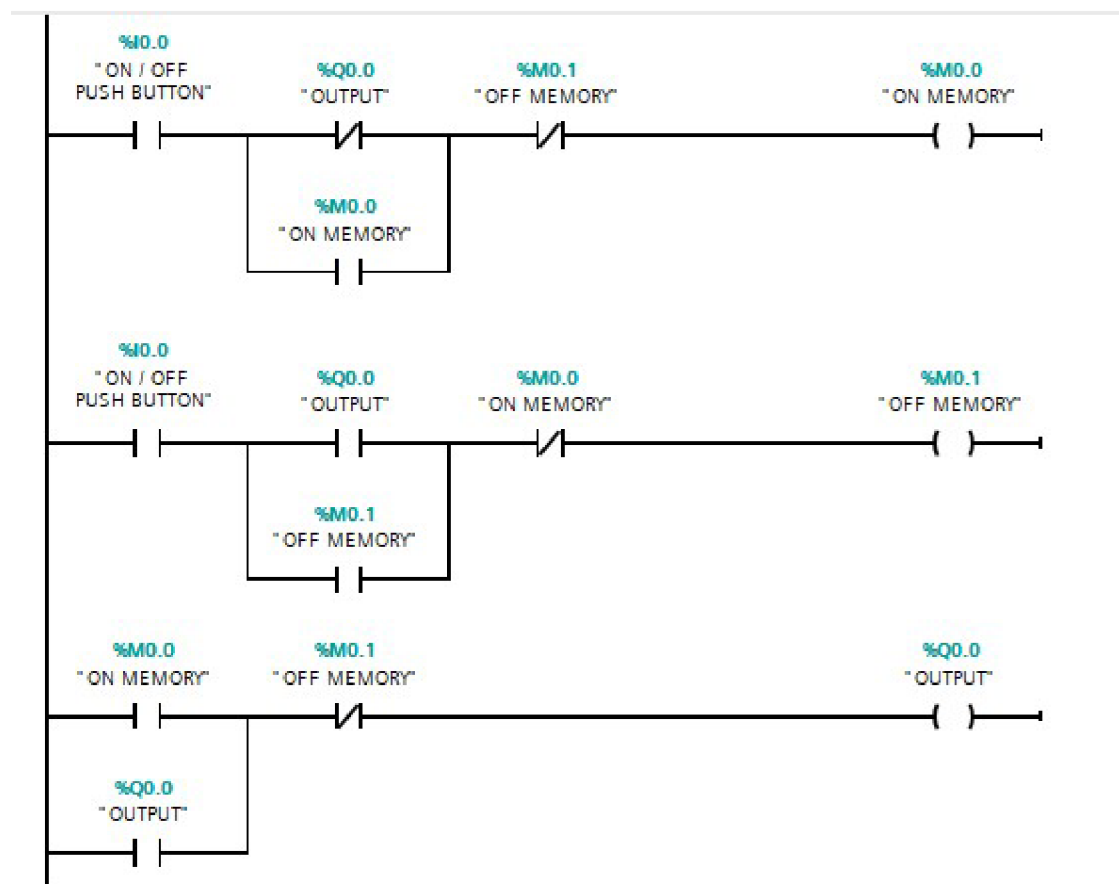 %I0.0
"ON / OFF
PUSH BUTTON"
%Q0.0
"OUTPUT"
%M0.1
"OFF MEMORY"
%M0.0
"ON MEMORY"
%M0.0
"ON MEMORY"
%I0.0
"ON / OFF
PUSH BUTTON"
%Q0.0
"OUTPUT"
%M0.0
"ON MEMORY"
%M0.1
"OFF MEMORY"
%M0.1
"OFF MEMORY"
%M0.0
"ON MEMORY"
%M0.1
"OFF MEMORY"
%Q0.0
"OUTPUT"
%Q0.0
"OUTPUT"